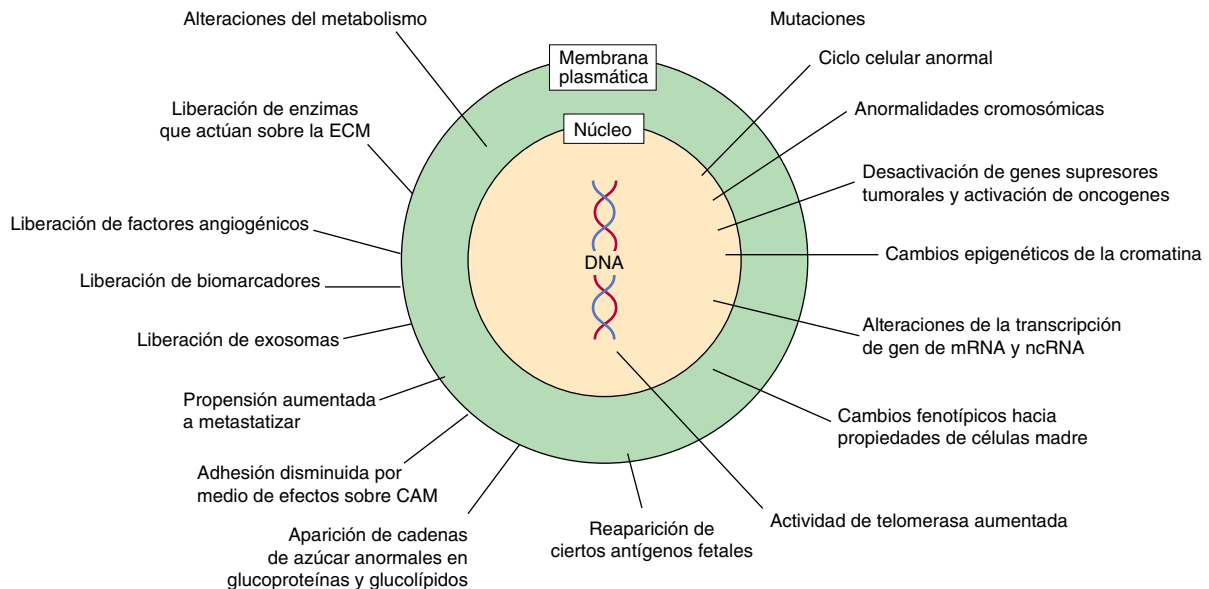 Alteraciones del metabolismo
Mutaciones
Membrana
plasmática
Ciclo celular anormal
Liberación de enzimas
que actúan sobre la ECM
Núcleo
Anormalidades cromosómicas
Desactivación de genes supresores
tumorales y activación de oncogenes
Liberación de factores angiogénicos
DNA
Cambios epigenéticos de la cromatina
Liberación de biomarcadores
Liberación de exosomas
Alteraciones de la transcripción
de gen de mRNA y ncRNA
Propensión aumentada
a metastatizar
Cambios fenotípicos hacia
propiedades de células madre
Adhesión disminuida por
medio de efectos sobre CAM
Actividad de telomerasa aumentada
Aparición de cadenas
de azúcar anormales en
glucoproteínas y glucolípidos
Reaparición de
ciertos antígenos fetales